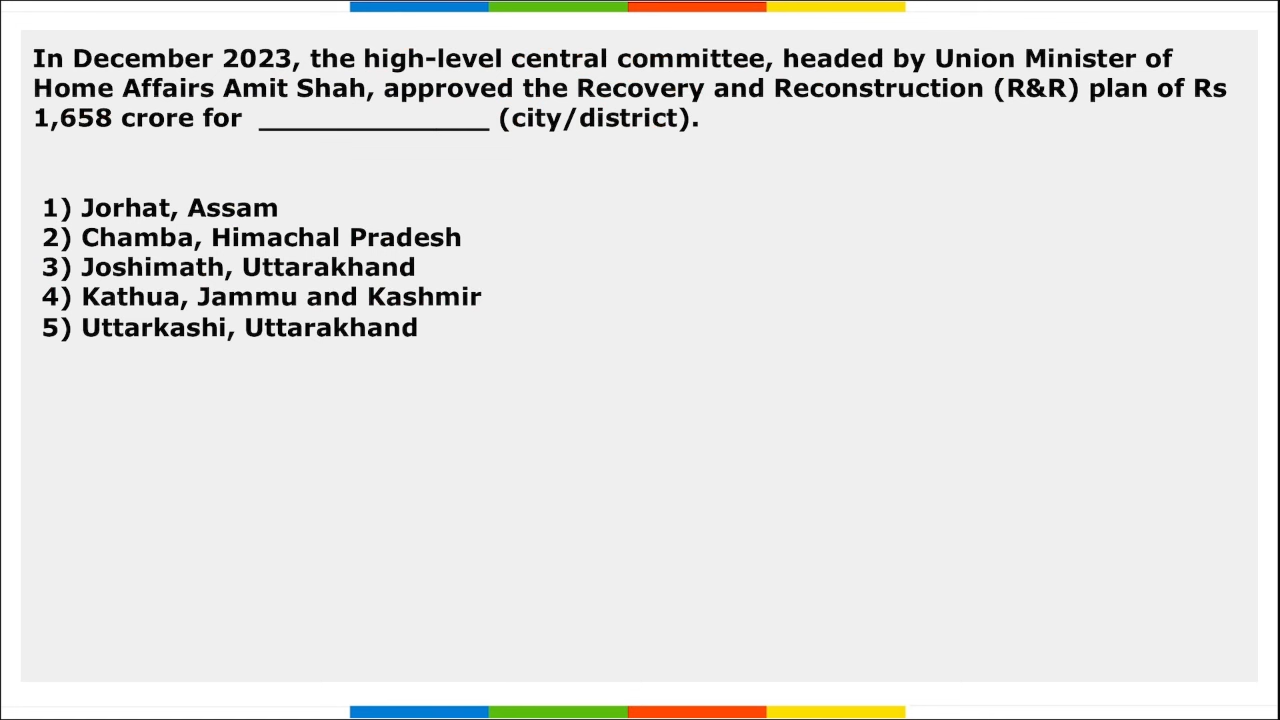 In December 2023, the high-level central committee, headed by Union Minister of
Home Affairs Amit Shah, approved the Recovery and Reconstruction (R&R) plan of Rs
1,658 crore for ________________ (city/district).
1) Jorhat, Assam
2) Chamba, Himachal Pradesh
3) Joshimath, Uttarakhand
4) Kathua, Jammu and Kashmir
5) Uttarkashi, Uttarakhand